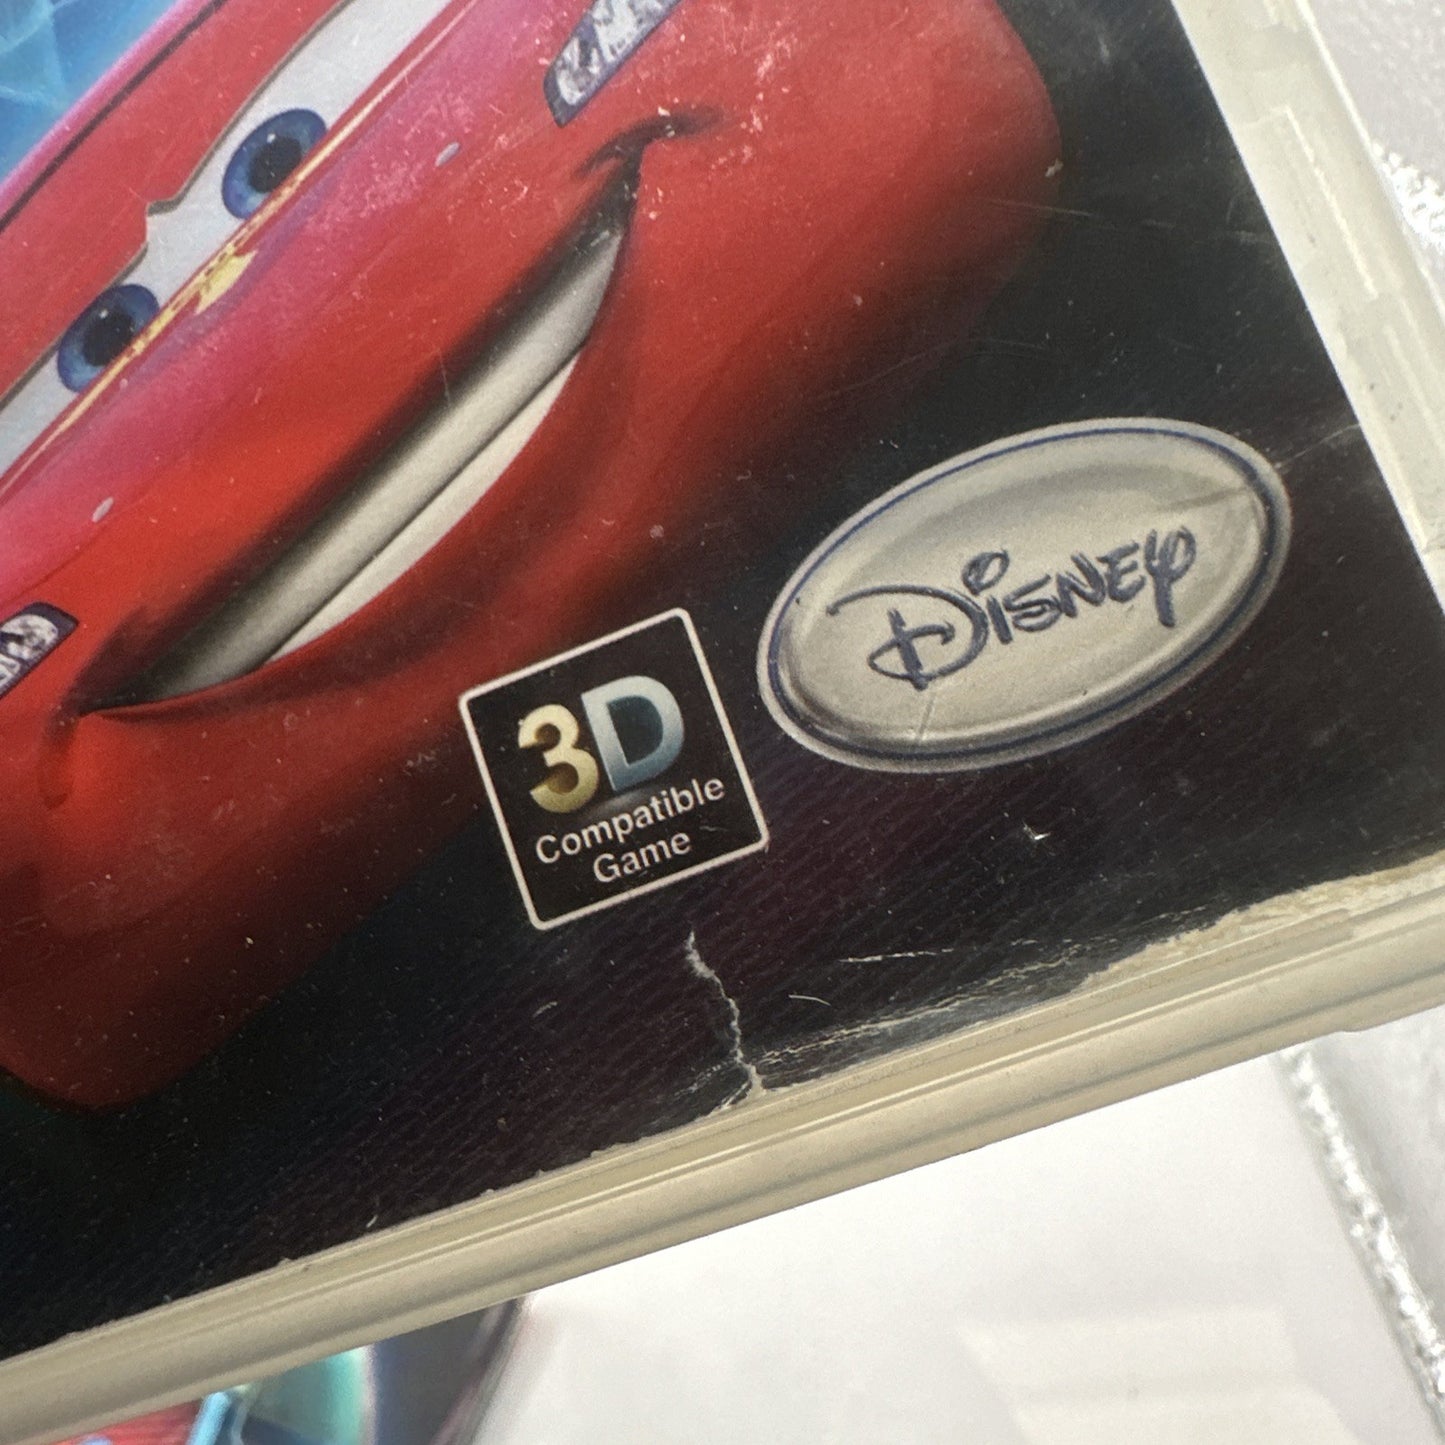 Disney
3D
Compatible
Game